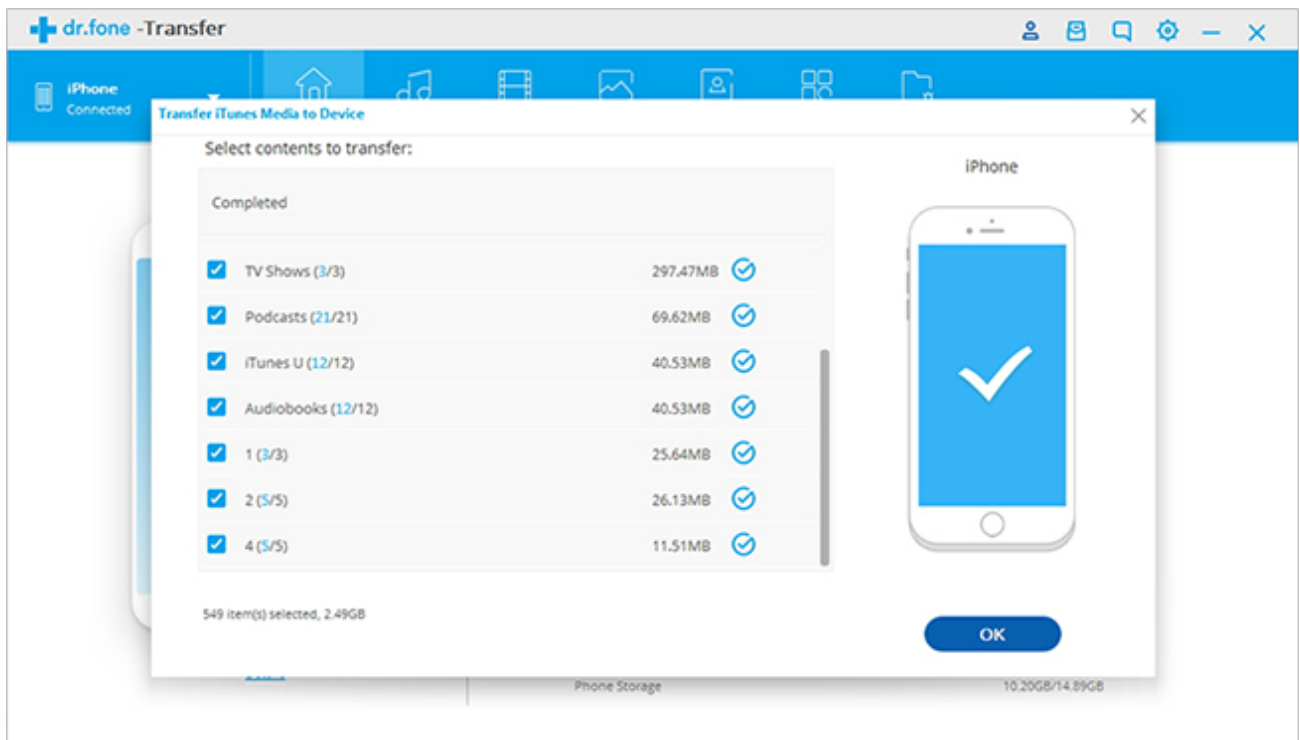 dr.fone -Transfer
iPhone
Connected
Transfer iTunes Media to Device
Select contents to transfer:
iPhone
Completed
TV Shows (3/3) 297.47MB
Podcasts (21/21) 69.62MB
iTunes U (12/12) 40.53MB
Audiobooks (12/12) 40.53MB
1 (3/3) 25.64MB
2 (5/5) 26.13MB
4 (5/5) 11.51MB
549 item(s) selected, 2.49GB
OK
Phone Storage 10.20GB/14.89GB